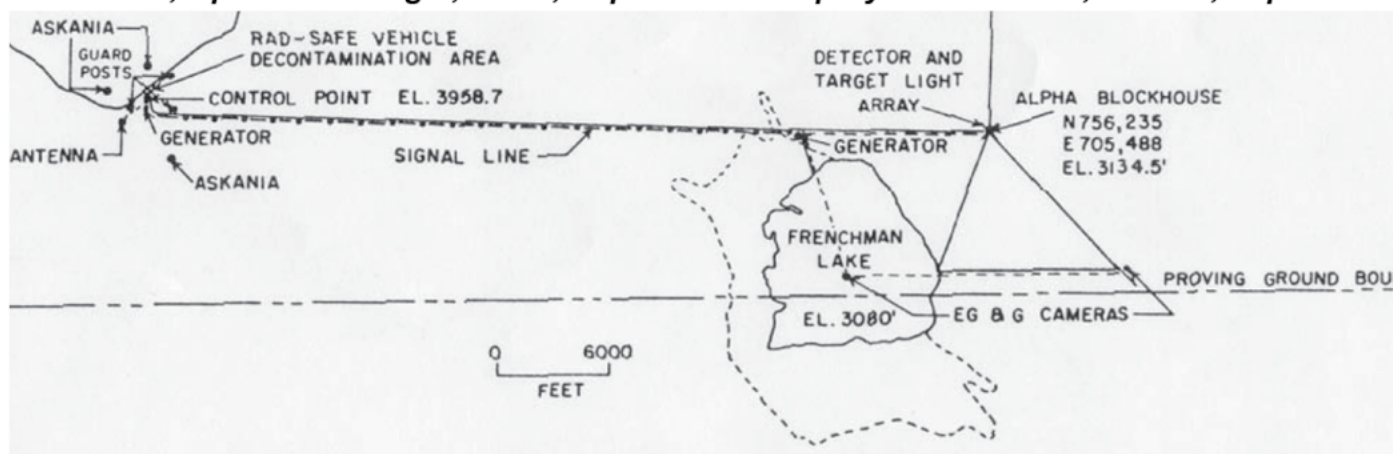 ASKANIA
GUARD
POSTS
RAD-SAFE VEHICLE
DECONTAMINATION AREA
CONTROL POINT EL. 3958.7
GENERATOR
ANTENNA
ASKANIA
SIGNAL LINE
DETECTOR AND
TARGET LIGHT
ARRAY
ALPHA BLOCKHOUSE
N 756,235
E 705,488
EL. 3134.5'
GENERATOR
FRENCHMAN
LAKE
PROVING GROUND BOU
EL. 3080'
EG & G CAMERAS
0 6000
FEET